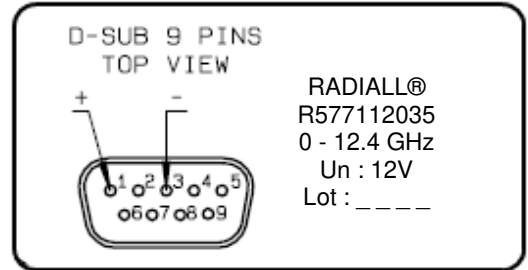 D-SUB 9 PINS
TOP VIEW
+ -
1 2 3 4 5
6 7 8 9
RADIALL®
R577112035
0 - 12.4 GHz
Un : 12V
Lot : _ _ _ _